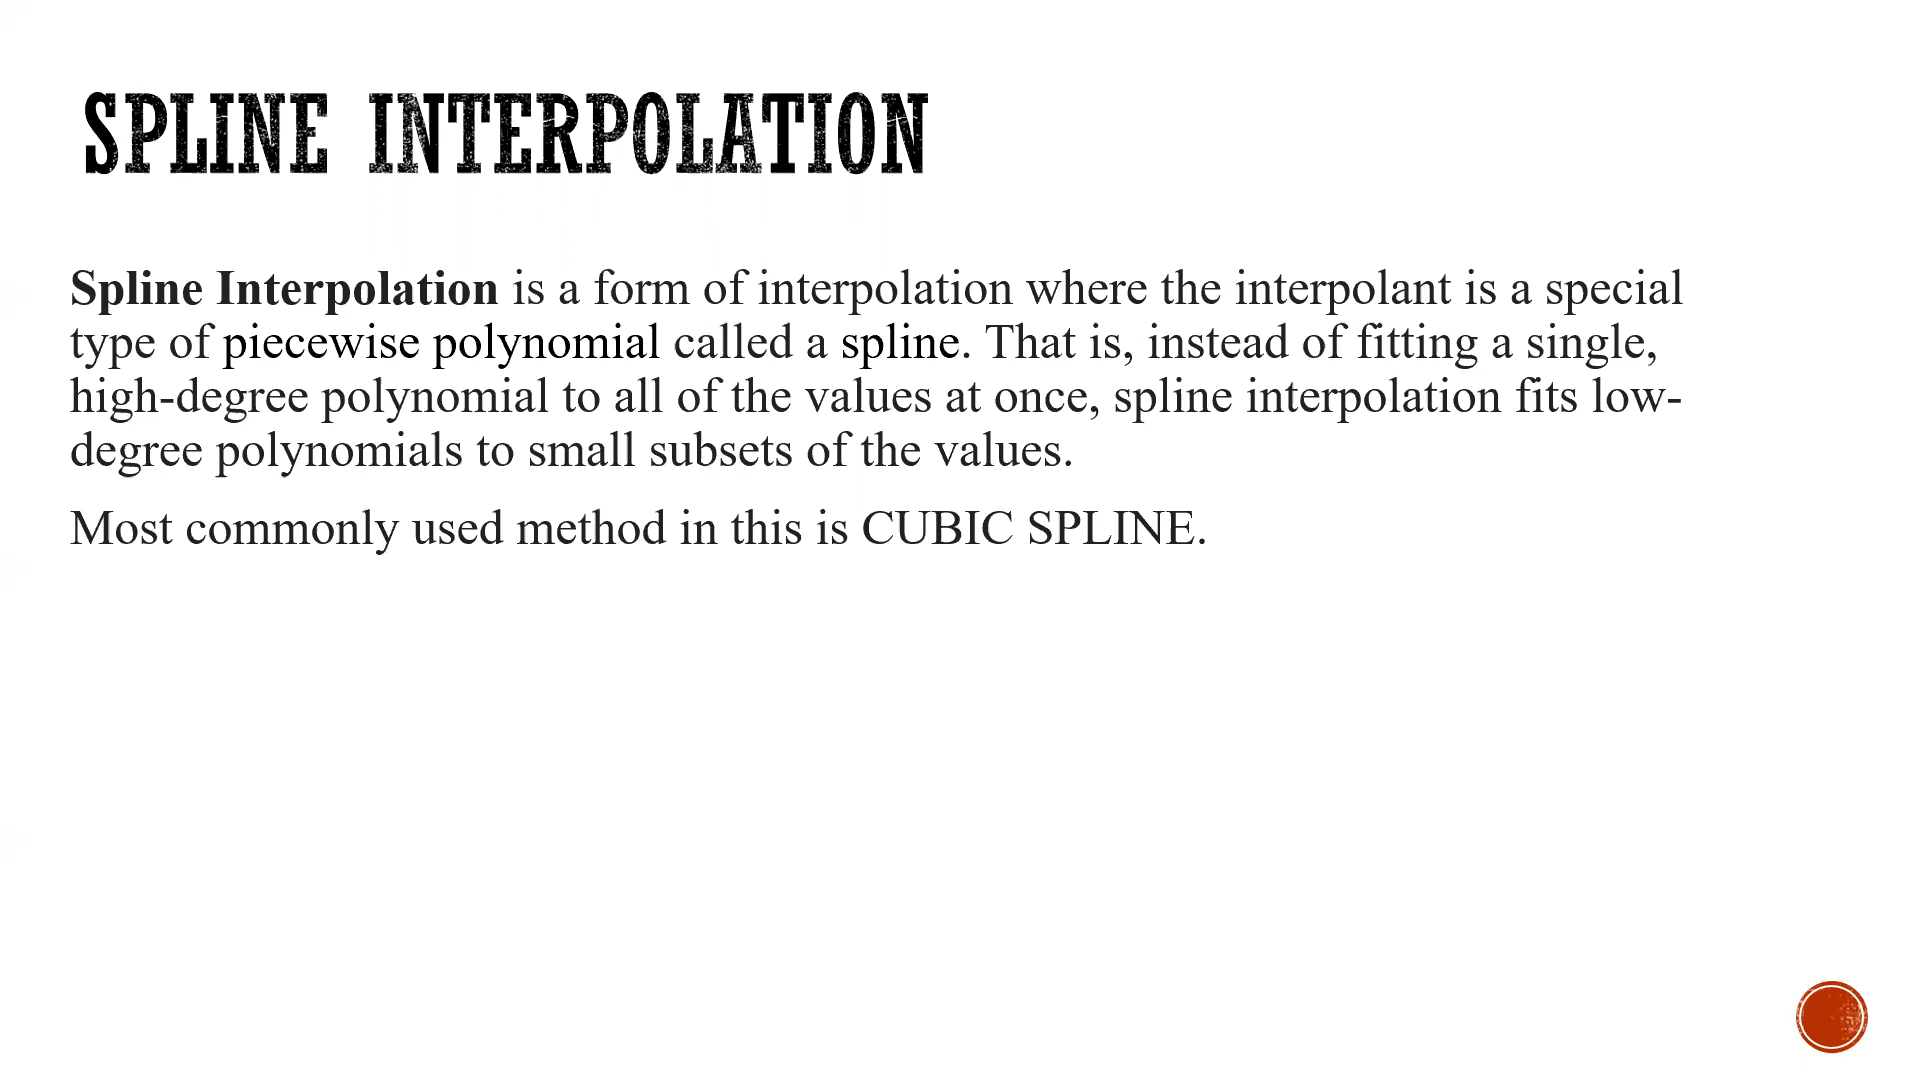 SPLINE INTERPOLATION
Spline Interpolation is a form of interpolation where the interpolant is a special
type of piecewise polynomial called a spline. That is, instead of fitting a single,
high-degree polynomial to all of the values at once, spline interpolation fits low-
degree polynomials to small subsets of the values.
Most commonly used method in this is CUBIC SPLINE.